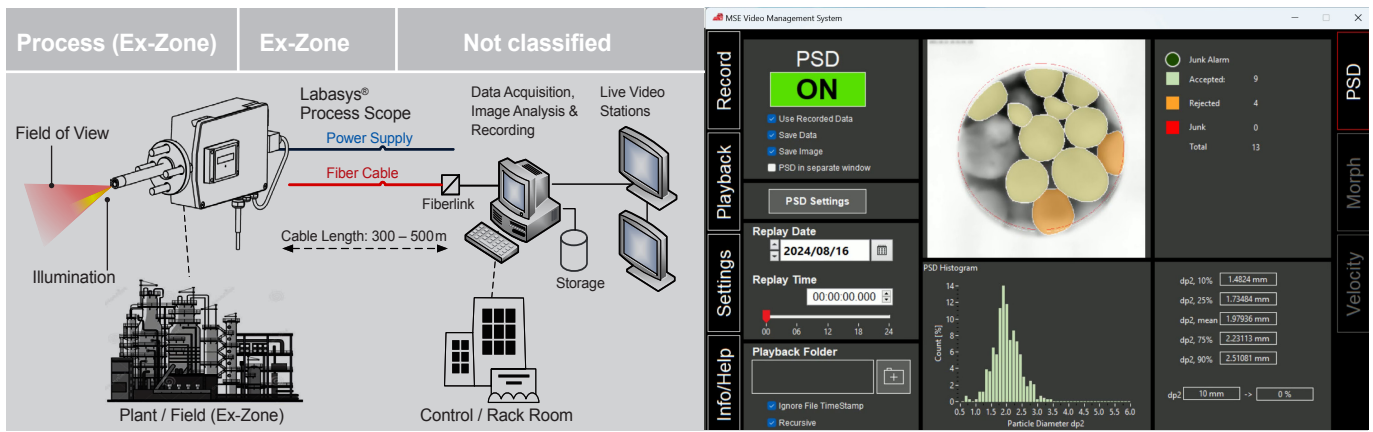 Process (Ex-Zone)
Ex-Zone
Not classified
Field of View
Illumination
Labasys®
Process Scope
Power Supply
Fiber Cable
Fiberlink
Cable Length: 300 – 500m
Data Acquisition,
Image Analysis &
Recording
Live Video
Stations
Storage
Plant / Field (Ex-Zone)
Control / Rack Room
MSE Video Management System
Record
Playback
Settings
Info/Help
PSD
ON
Use Recorded Data
Save Data
Save Image
PSD in separate window
PSD Settings
Replay Date
2024/08/16
Replay Time
00:00:00.000
00 06 12 18 24
Playback Folder
Ignore File TimeStamp
Recursive
Junk Alarm
Accepted: 9
Rejected 4
Junk 0
Total 13
PSD Histogram
Count [%]
14
12
10
8
6
4
2
0
0.5 1.0 1.5 2.0 2.5 3.0 3.5 4.0 4.5 5.0 5.5 6.0
Particle Diameter dp2
dp2, 10% 1.4824 mm
dp2, 25% 1.73484 mm
dp2, mean 1.97936 mm
dp2, 75% 2.23113 mm
dp2, 90% 2.51081 mm
dp2 10 mm -> 0 %
PSD
Morph
Velocity